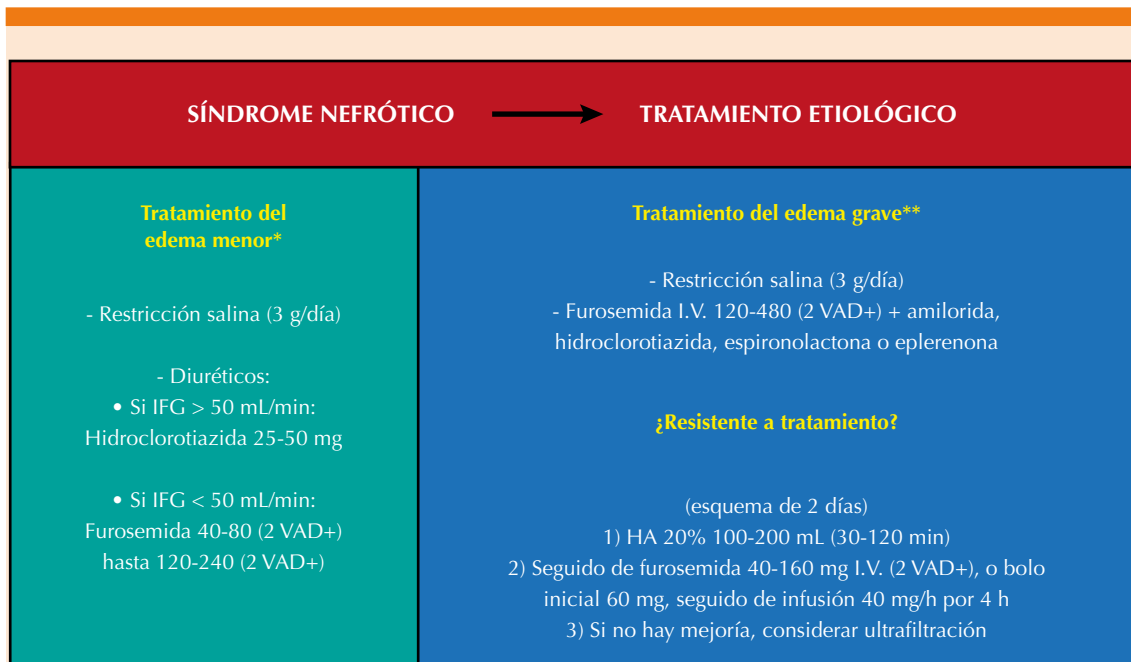 SÍNDROME NEFRÓTICO
TRATAMIENTO ETIOLÓGICO
Tratamiento del
edema menor*
- Restricción salina (3 g/día)
- Diuréticos:
• Si IFG > 50 mL/min:
Hidroclorotiazida 25-50 mg
• Si IFG < 50 mL/min:
Furosemida 40-80 (2 VAD+)
hasta 120-240 (2 VAD+)
Tratamiento del edema grave**
- Restricción salina (3 g/día)
- Furosemida I.V. 120-480 (2 VAD+) + amilorida,
hidroclorotiazida, espironolactona o eplerenona
¿Resistente a tratamiento?
(esquema de 2 días)
1) HA 20% 100-200 mL (30-120 min)
2) Seguido de furosemida 40-160 mg I.V. (2 VAD+), o bolo
inicial 60 mg, seguido de infusión 40 mg/h por 4 h
3) Si no hay mejoría, considerar ultrafiltración